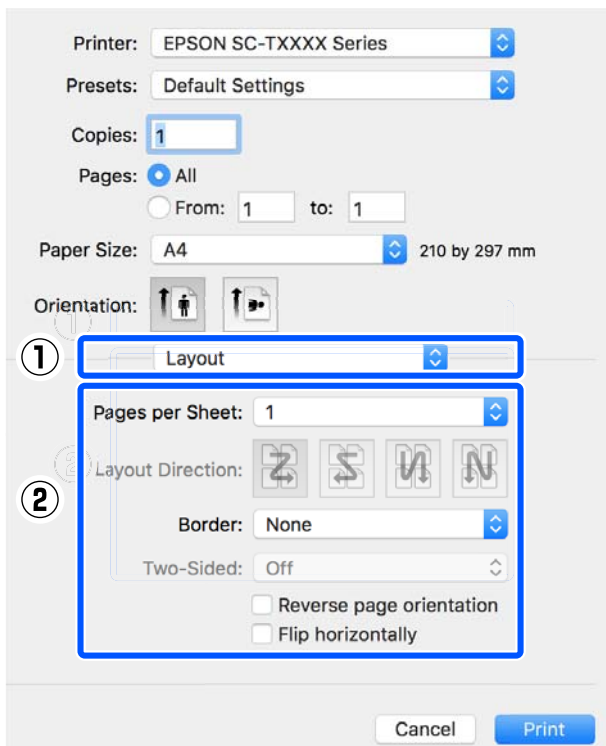 Printer: EPSON SC-TXXXX Series
Presets: Default Settings
Copies: 1
Pages: All
From: 1 to: 1
Paper Size: A4 210 by 297 mm
Orientation:
① Layout
Pages per Sheet: 1
Layout Direction:
②
Border: None
Two-Sided: Off
Reverse page orientation
Flip horizontally
Cancel Print